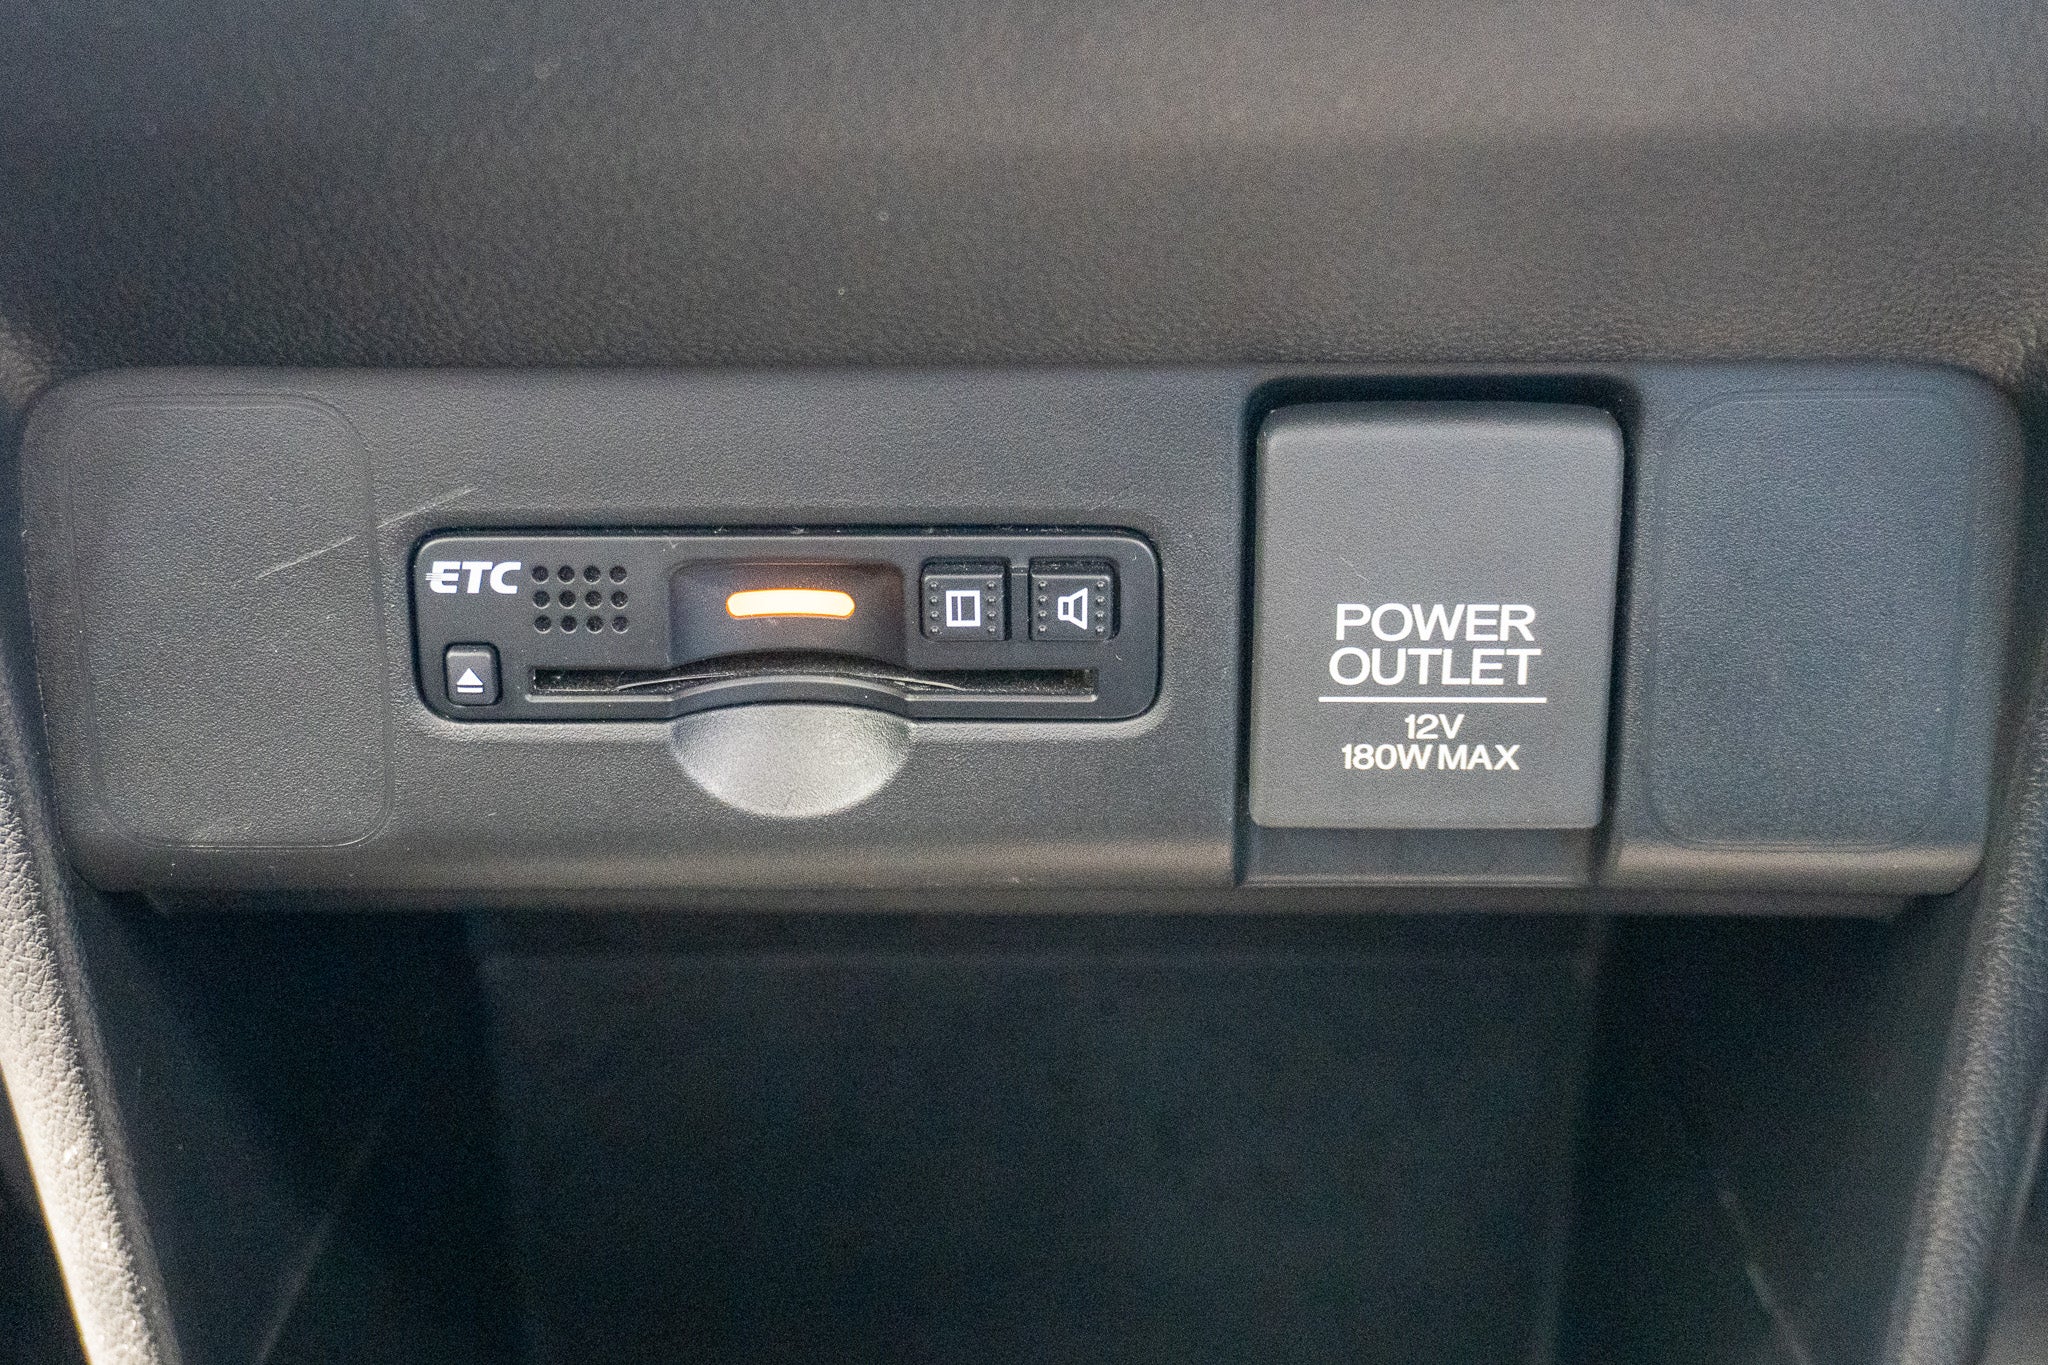 ETC
POWER
OUTLET
12V
180W MAX